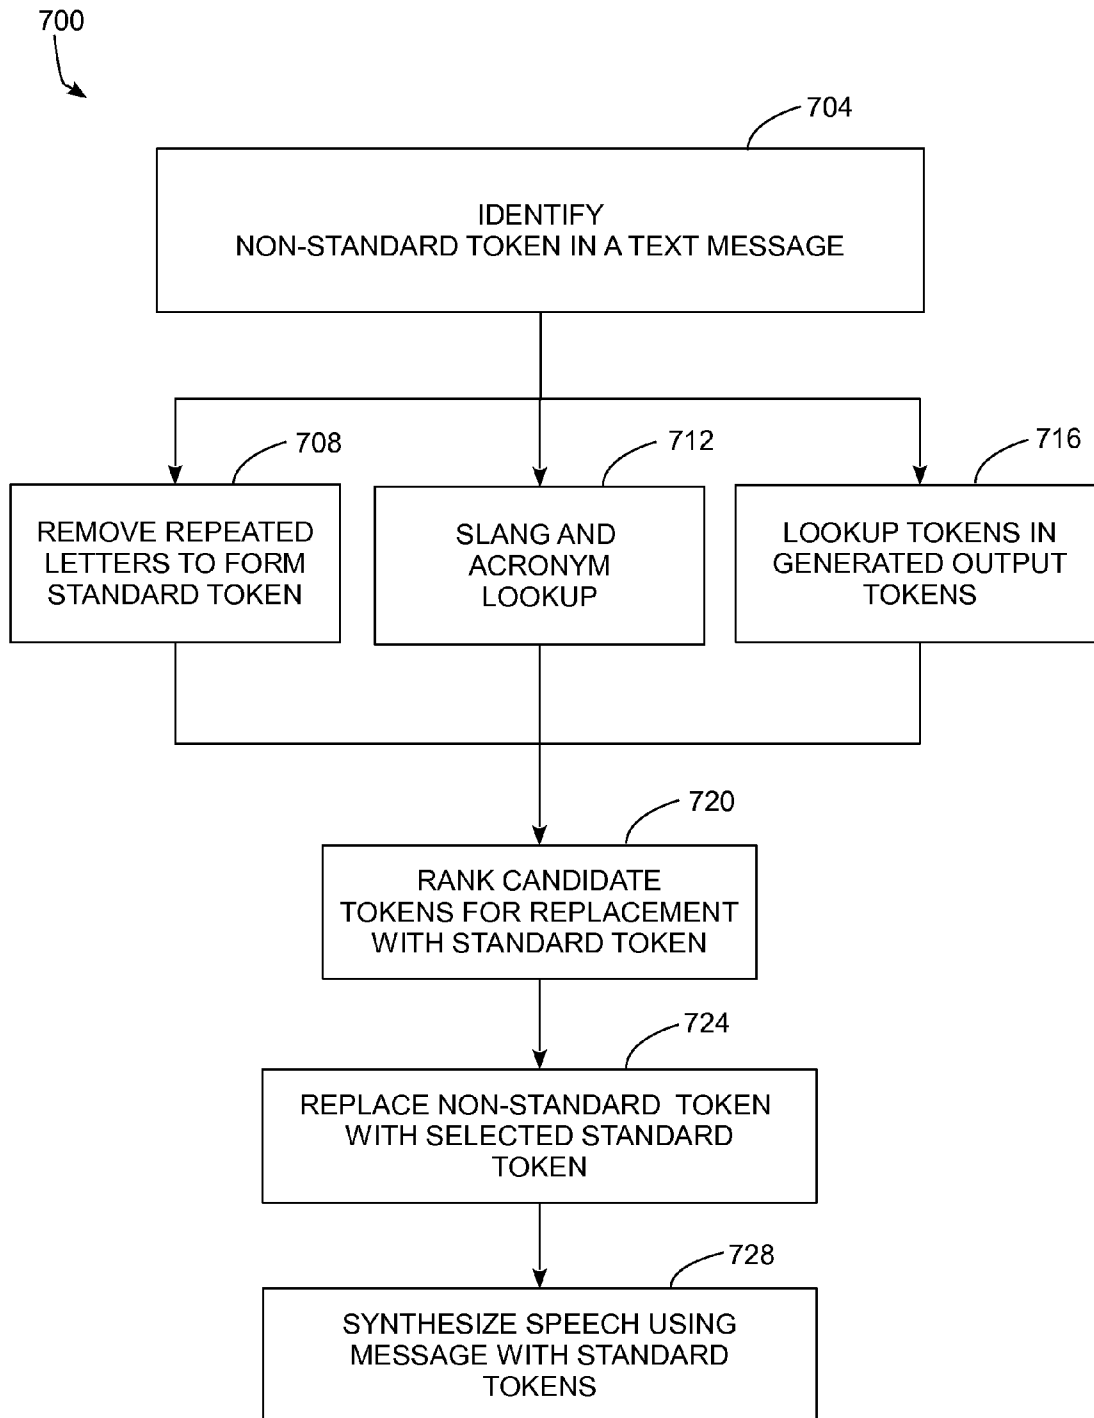 700
704
IDENTIFY
NON-STANDARD TOKEN IN A TEXT MESSAGE
708
712
716
REMOVE REPEATED
LETTERS TO FORM
STANDARD TOKEN
SLANG AND
ACRONYM
LOOKUP
LOOKUP TOKENS IN
GENERATED OUTPUT
TOKENS
720
RANK CANDIDATE
TOKENS FOR REPLACEMENT
WITH STANDARD TOKEN
724
REPLACE NON-STANDARD TOKEN
WITH SELECTED STANDARD
TOKEN
728
SYNTHESIZE SPEECH USING
MESSAGE WITH STANDARD
TOKENS